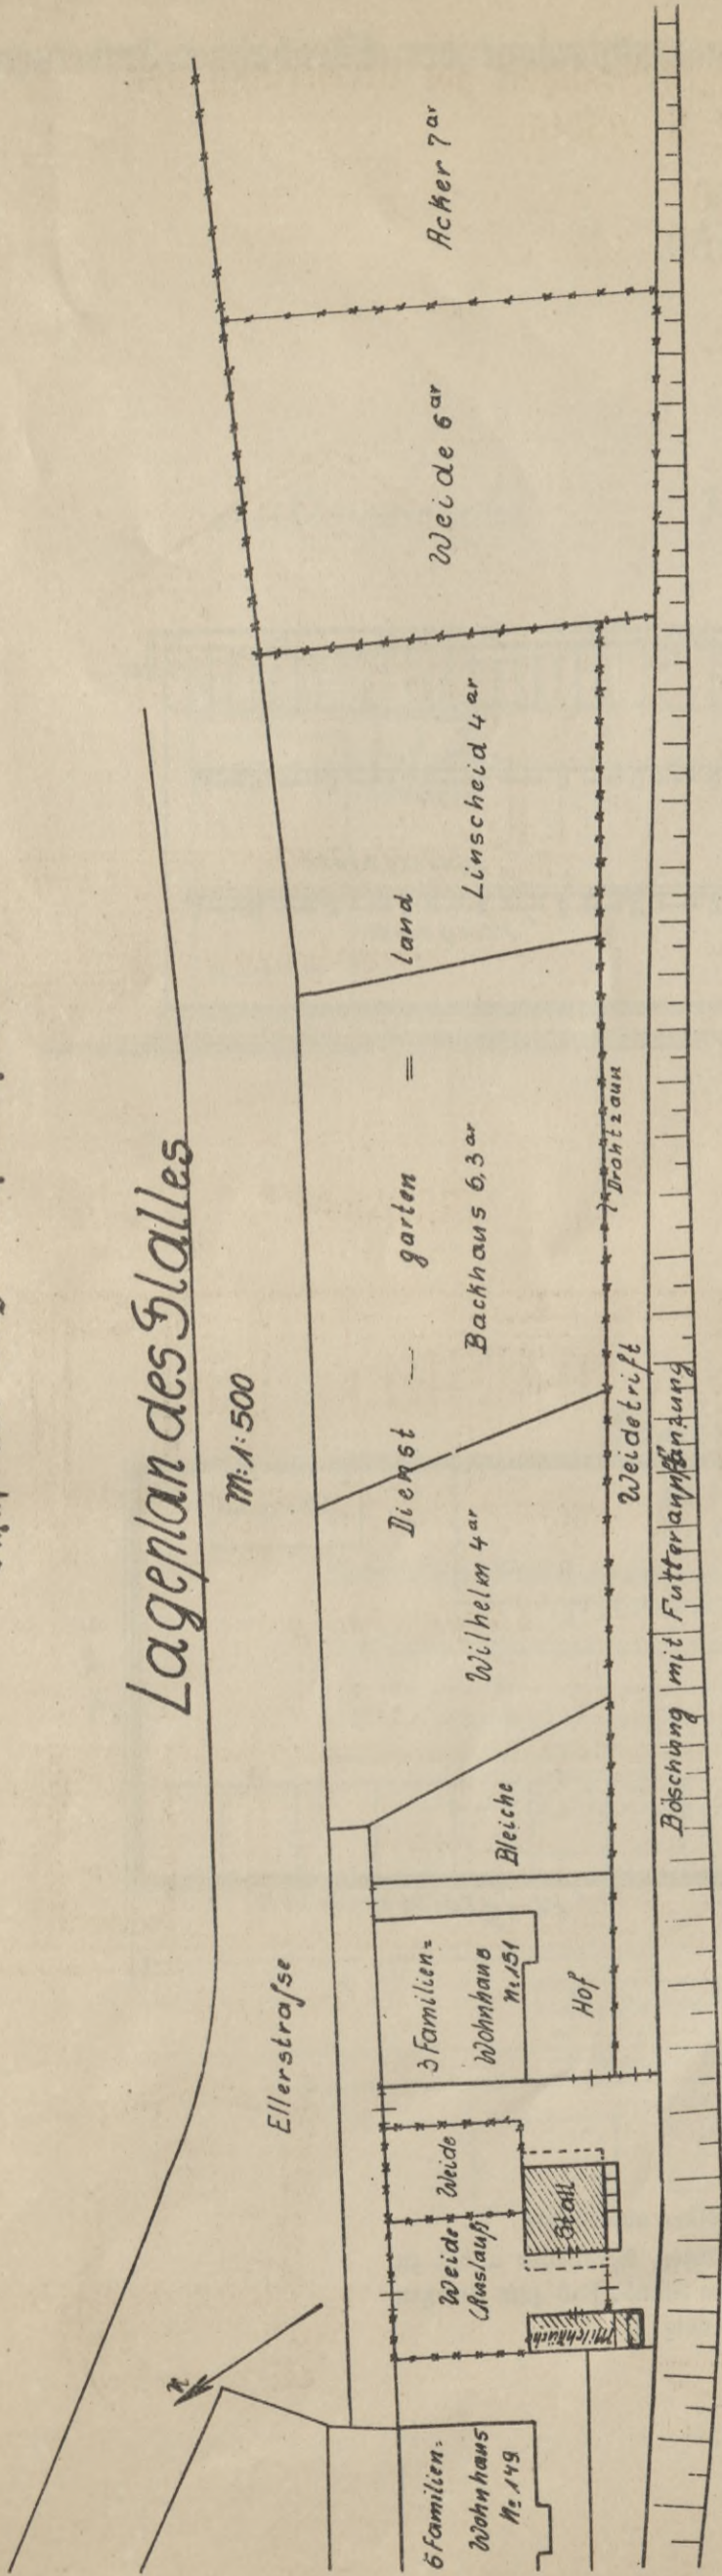 Lageplan des Stalles
M: 1:500
Ellerstraße
6 Familien=
Wohnhaus
No 149
Weide
(Auslauf)
Weide
Milchküche
Stall
3 Familien=
Wohnhaus
No 151
Hof
Bleiche
Dienst — garten = land
Wilhelm 4 ar
Backhaus 6,3 ar
Linscheid 4 ar
Weide 6 ar
Acker 7 ar
Drahtzaun
Weidetrift
Böschung mit Futteranpflanzung
N